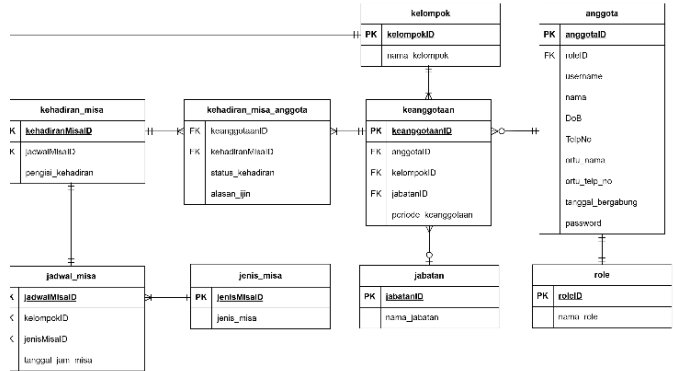 kelompok
PK kelompokID
nama_kelompok
anggota
PK anggotaID
FK roleID
username
nama
DoB
TelpNo
ortu_nama
ortu_telp_no
tanggal_bergabung
password
kehadiran_misa
K kehadiranMisaID
K jadwalMisaID
pengisi_kehadiran
kehadiran_misa_anggota
FK keanggotaanID
FK kehadiranMisaID
status_kehadiran
alasan_ijin
keanggotaan
PK keanggotaanID
FK anggotaID
FK kelompokID
FK jabatanID
periode_keanggotaan
jadwal_misa
K jadwalMisaID
K kelompokID
K jenisMisaID
tanggal_jam_misa
jenis_misa
PK jenisMisaID
jenis_misa
jabatan
PK jabatanID
nama_jabatan
role
PK roleID
nama_role